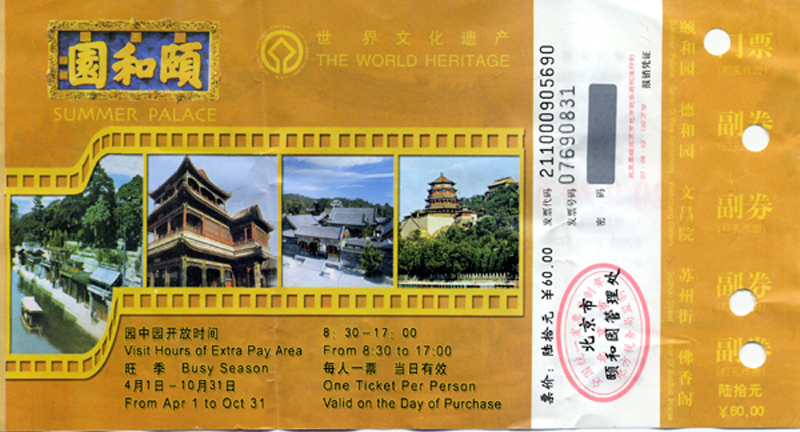 園和頤
SUMMER PALACE
世界文化遗产
THE WORLD HERITAGE
园中园开放时间
Visit Hours of Extra Pay Area
旺 季 Busy Season
4月1日－10月31日
From Apr 1 to Oct 31
8：30－17：00
From 8:30 to 17:00
每人一票 当日有效
One Ticket Per Person
Valid on the Day of Purchase
票价：陆拾元 ¥60.00
北京市
颐和园管理处
发票代码 211000905690
发票号码 07690831
密 码
报销凭证
颐和园 德和园 文昌院 苏州街 佛香阁
门票
副券
副券
副券
副券
陆拾元
¥60.00